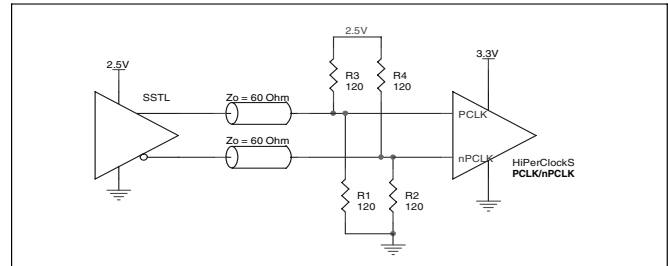 2.5V
3.3V
2.5V
SSTL
R3
120
R4
120
Zo = 60 Ohm
PCLK
Zo = 60 Ohm
nPCLK
HiPerClockS
PCLK/nPCLK
R1
120
R2
120